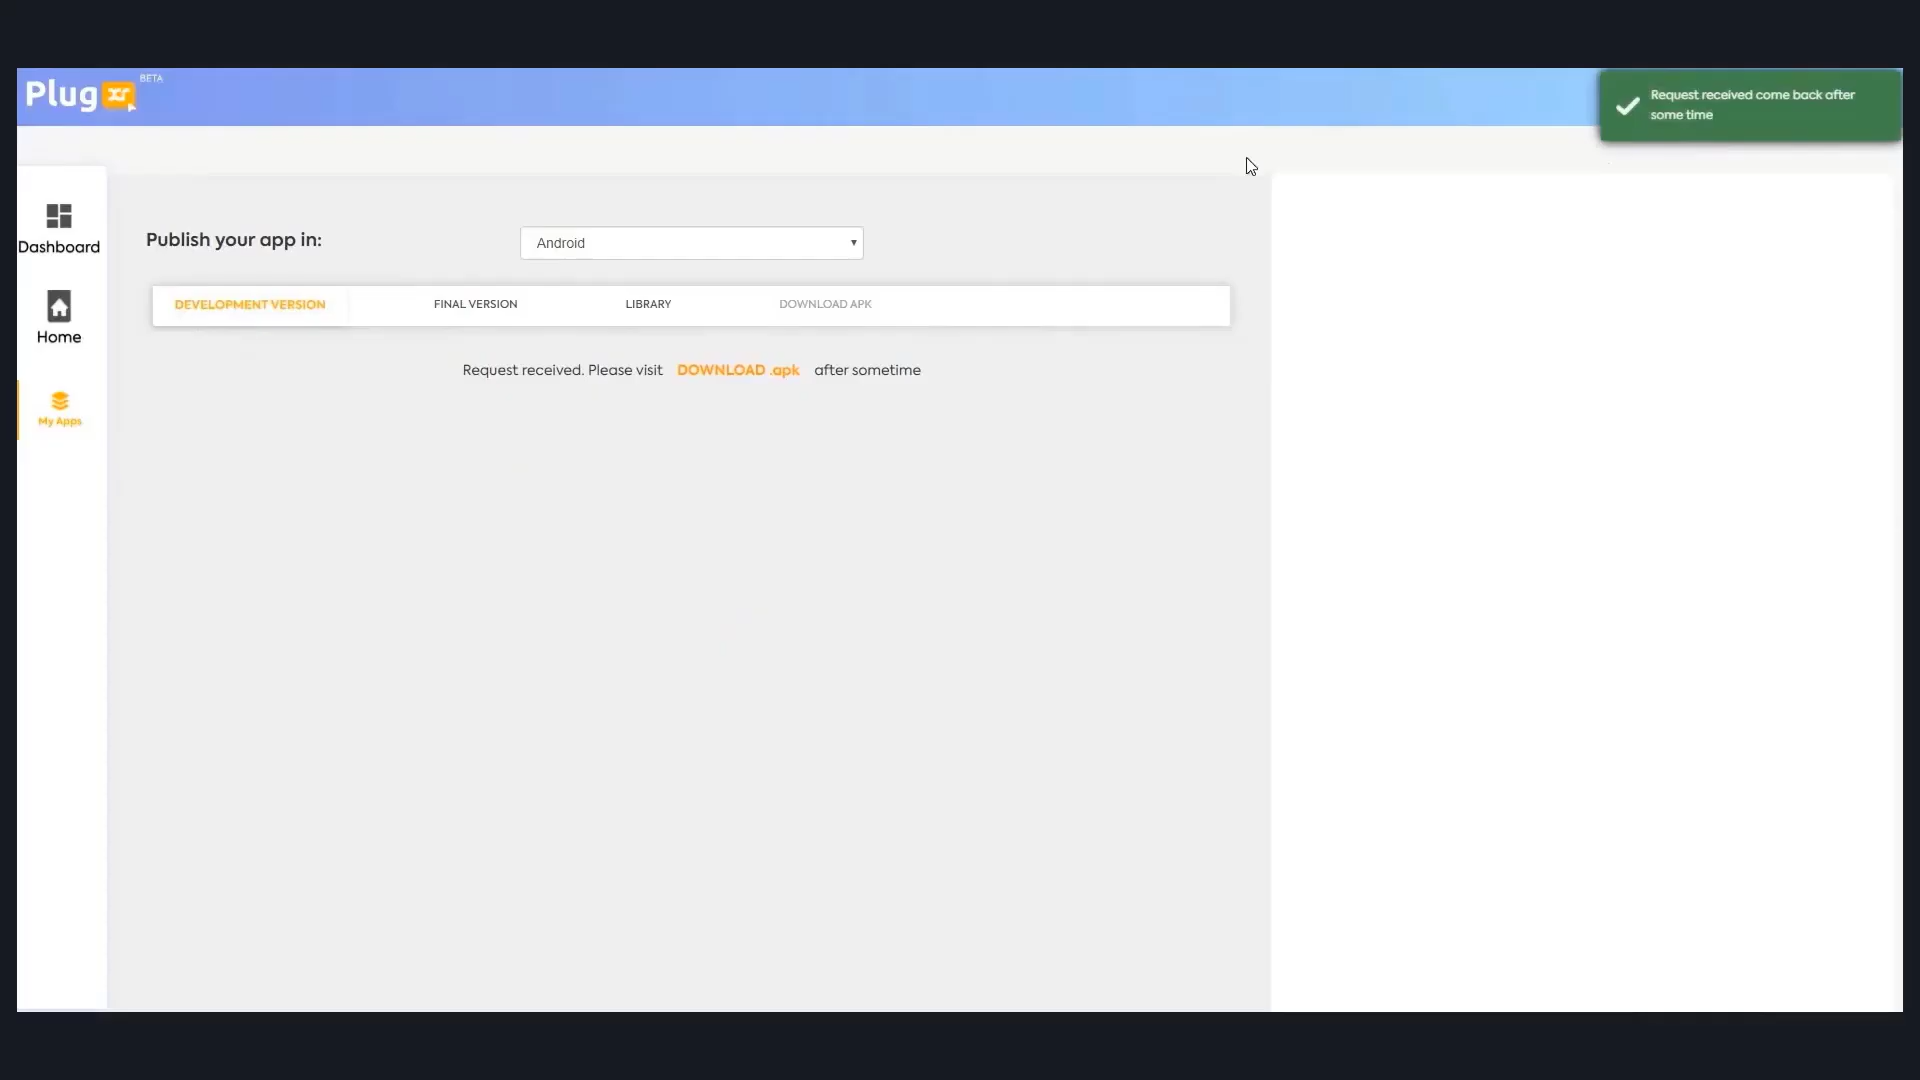 Plug xr BETA
Request received come back after
some time
Dashboard
Home
My Apps
Publish your app in:
Android
DEVELOPMENT VERSION FINAL VERSION LIBRARY DOWNLOAD APK
Request received. Please visit DOWNLOAD .apk after sometime